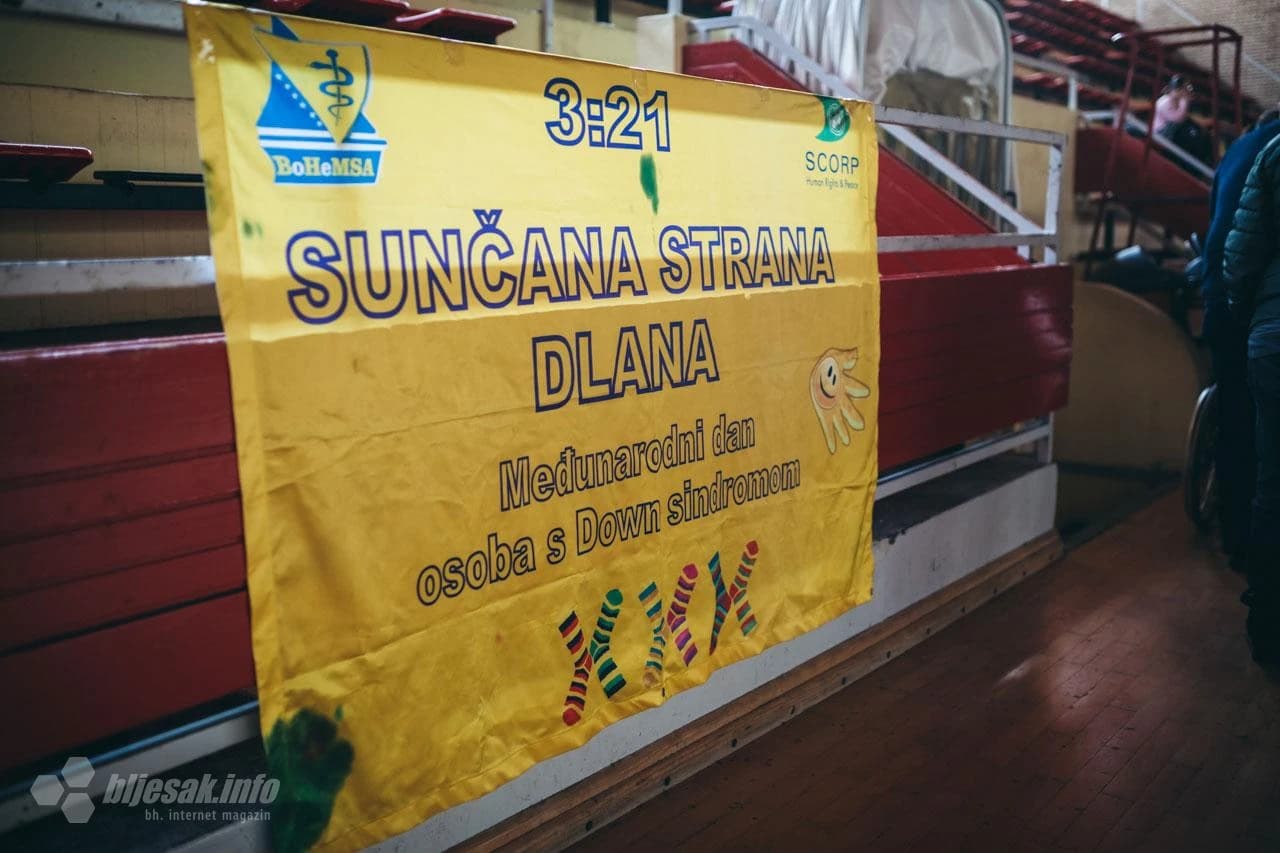 BoHeMSA
3:21
SCORP
Human Rights & Peace
SUNČANA STRANA
DLANA
Međunarodni dan
osoba s Down sindromom
bljesak.info
bh. internet magazin